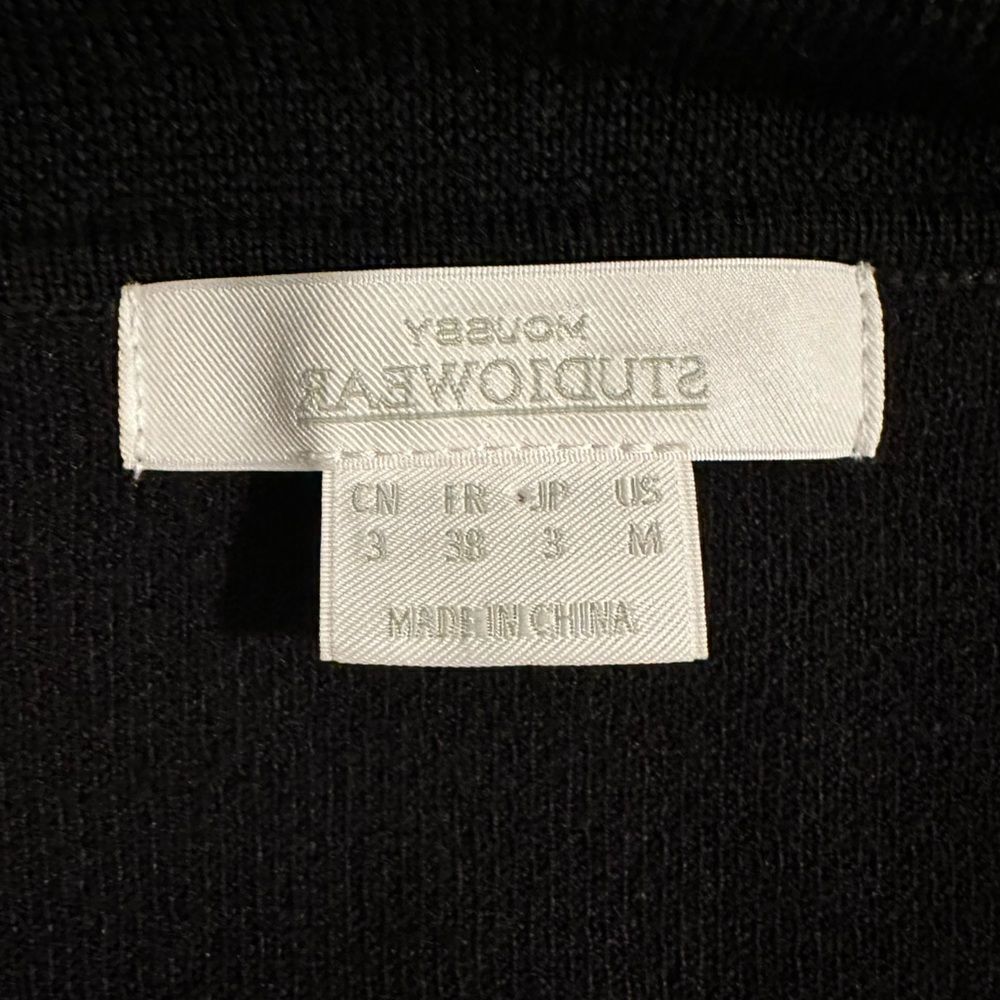 MOUSSY
STUDIOWEAR
CN FR JP US
3 38 3 M
MADE IN CHINA